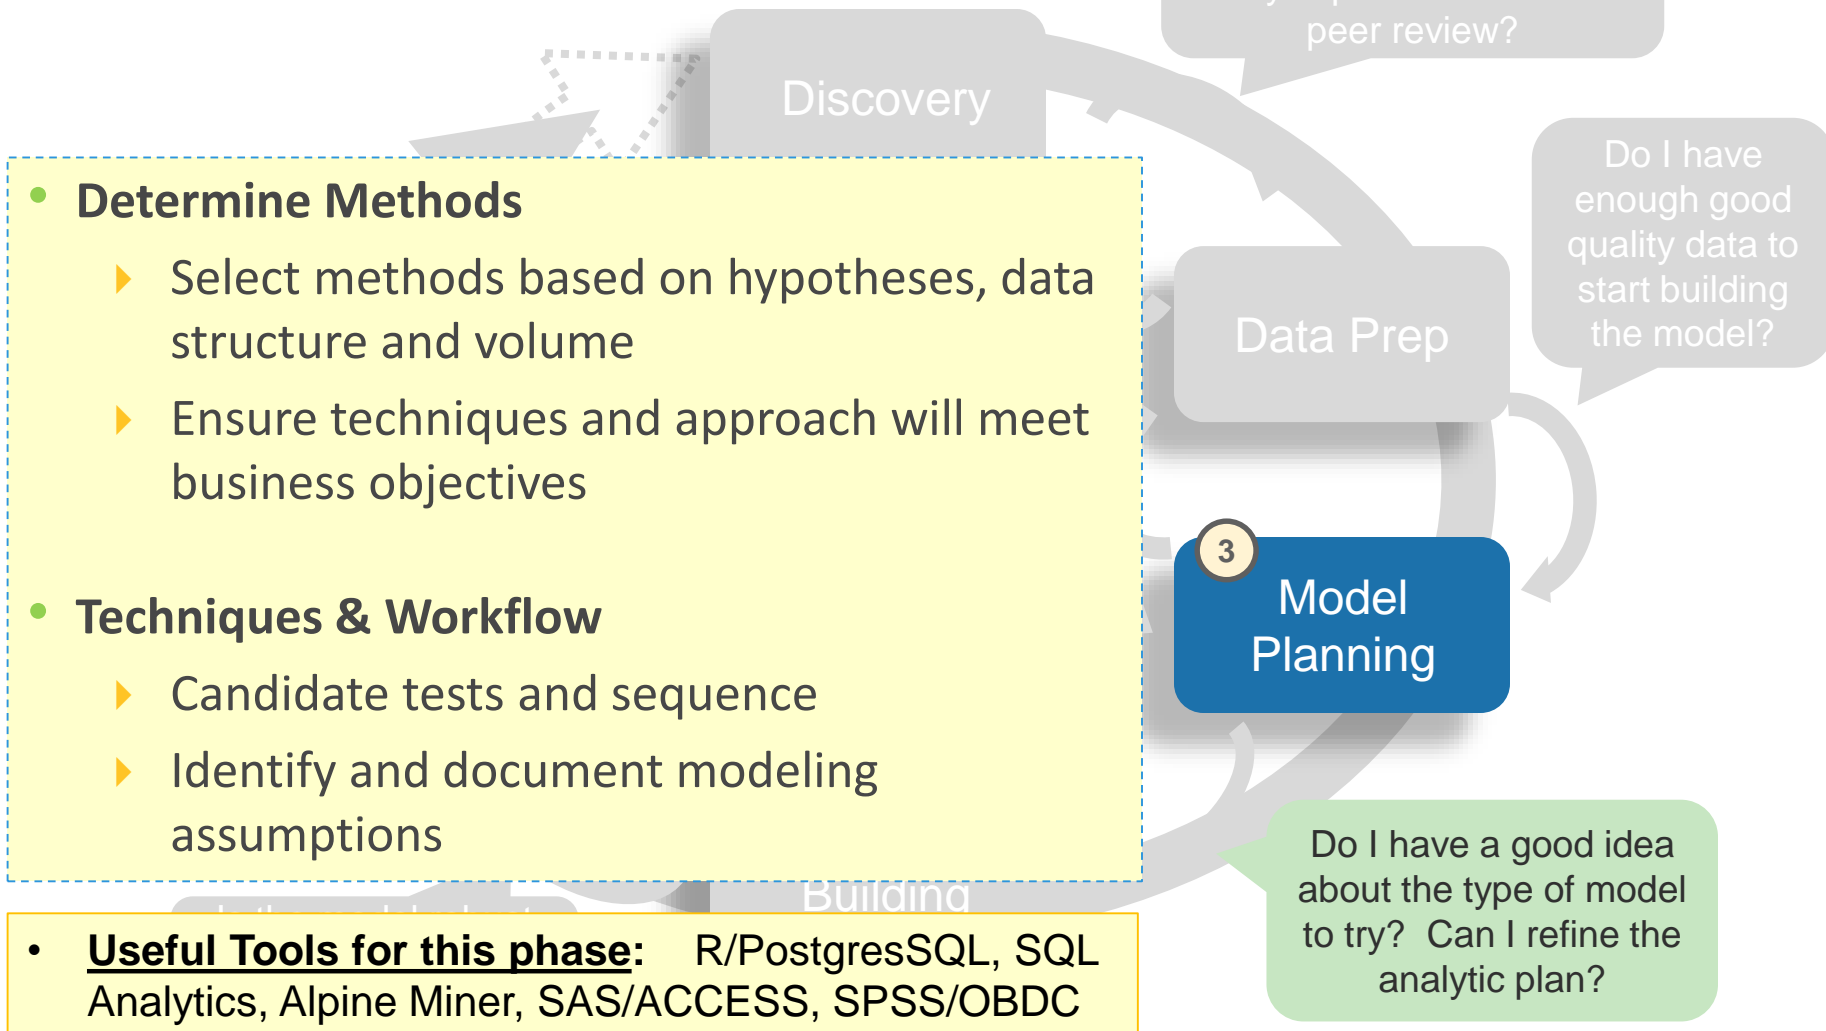 peer review?
Discovery
Do I have
enough good
quality data to
start building
the model?
• Determine Methods
Select methods based on hypotheses, data
structure and volume
Ensure techniques and approach will meet
business objectives
• Techniques & Workflow
Candidate tests and sequence
Identify and document modeling
assumptions
Data Prep
3
Model
Planning
Do I have a good idea
about the type of model
to try? Can I refine the
analytic plan?
Building
• Useful Tools for this phase: R/PostgresSQL, SQL
Analytics, Alpine Miner, SAS/ACCESS, SPSS/OBDC